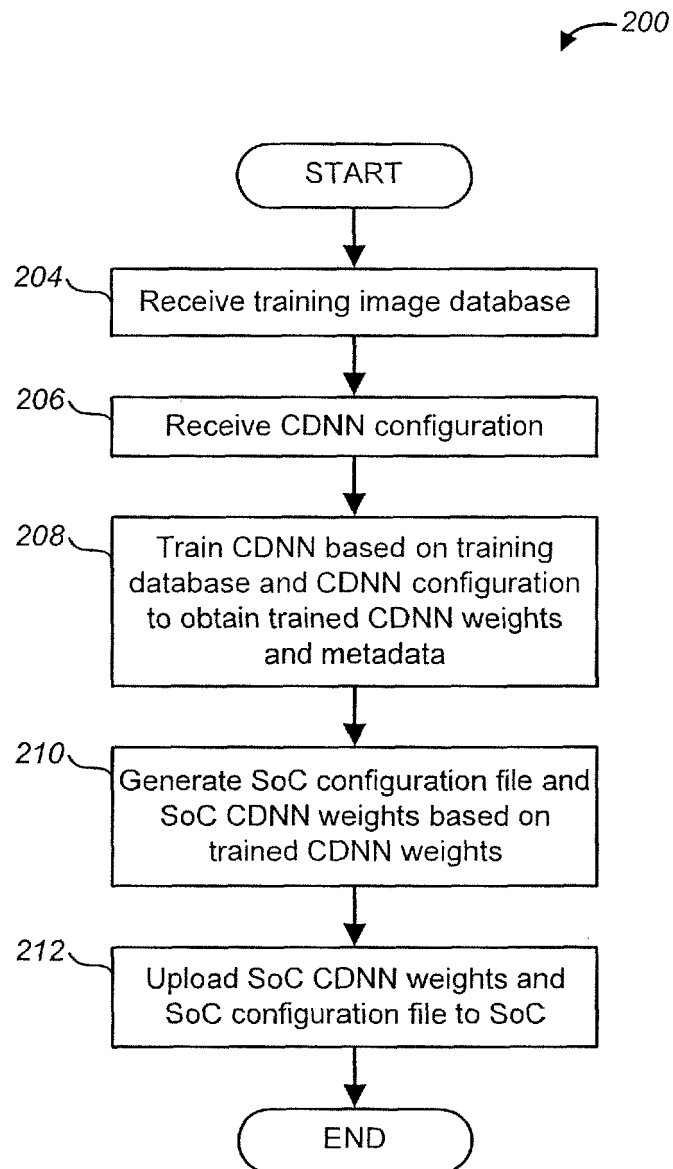 200
START
204
Receive training image database
206
Receive CDNN configuration
208
Train CDNN based on training
database and CDNN configuration
to obtain trained CDNN weights
and metadata
210
Generate SoC configuration file and
SoC CDNN weights based on
trained CDNN weights
212
Upload SoC CDNN weights and
SoC configuration file to SoC
END